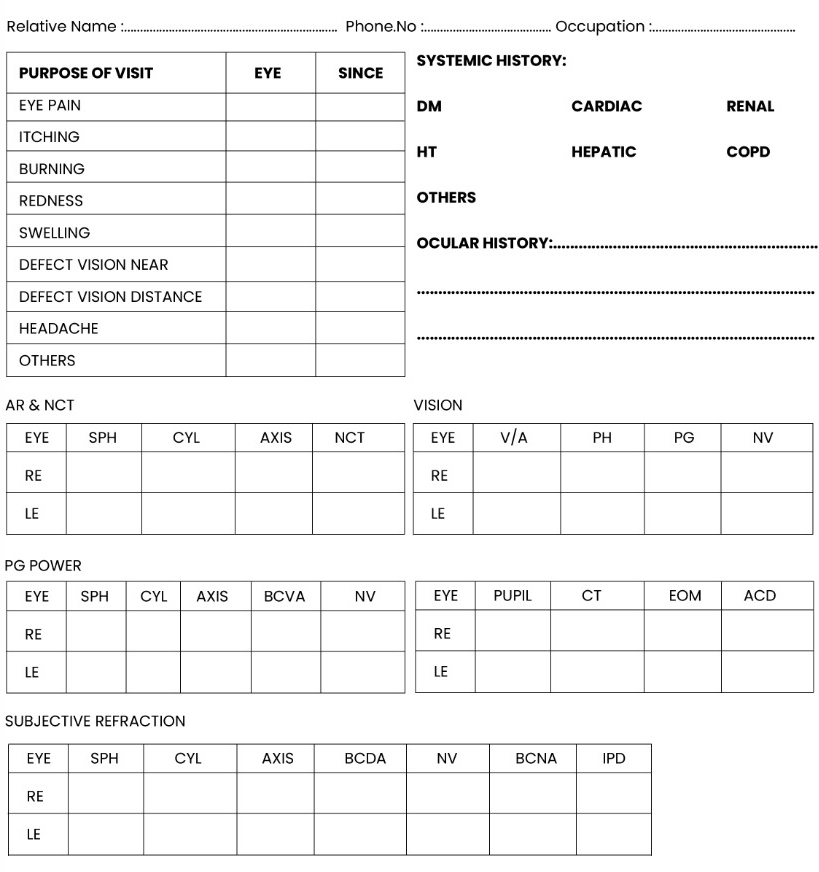 Relative Name :........................................................ Phone.No :................................. Occupation :.....................................
PURPOSE OF VISIT EYE SINCE
EYE PAIN
ITCHING
BURNING
REDNESS
SWELLING
DEFECT VISION NEAR
DEFECT VISION DISTANCE
HEADACHE
OTHERS
SYSTEMIC HISTORY:
DM CARDIAC RENAL
HT HEPATIC COPD
OTHERS
OCULAR HISTORY:..........................................................................
...............................................................................................................
...............................................................................................................
AR & NCT
EYE SPH CYL AXIS NCT
RE
LE
VISION
EYE V/A PH PG NV
RE
LE
PG POWER
EYE SPH CYL AXIS BCVA NV
RE
LE
EYE PUPIL CT EOM ACD
RE
LE
SUBJECTIVE REFRACTION
EYE SPH CYL AXIS BCDA NV BCNA IPD
RE
LE